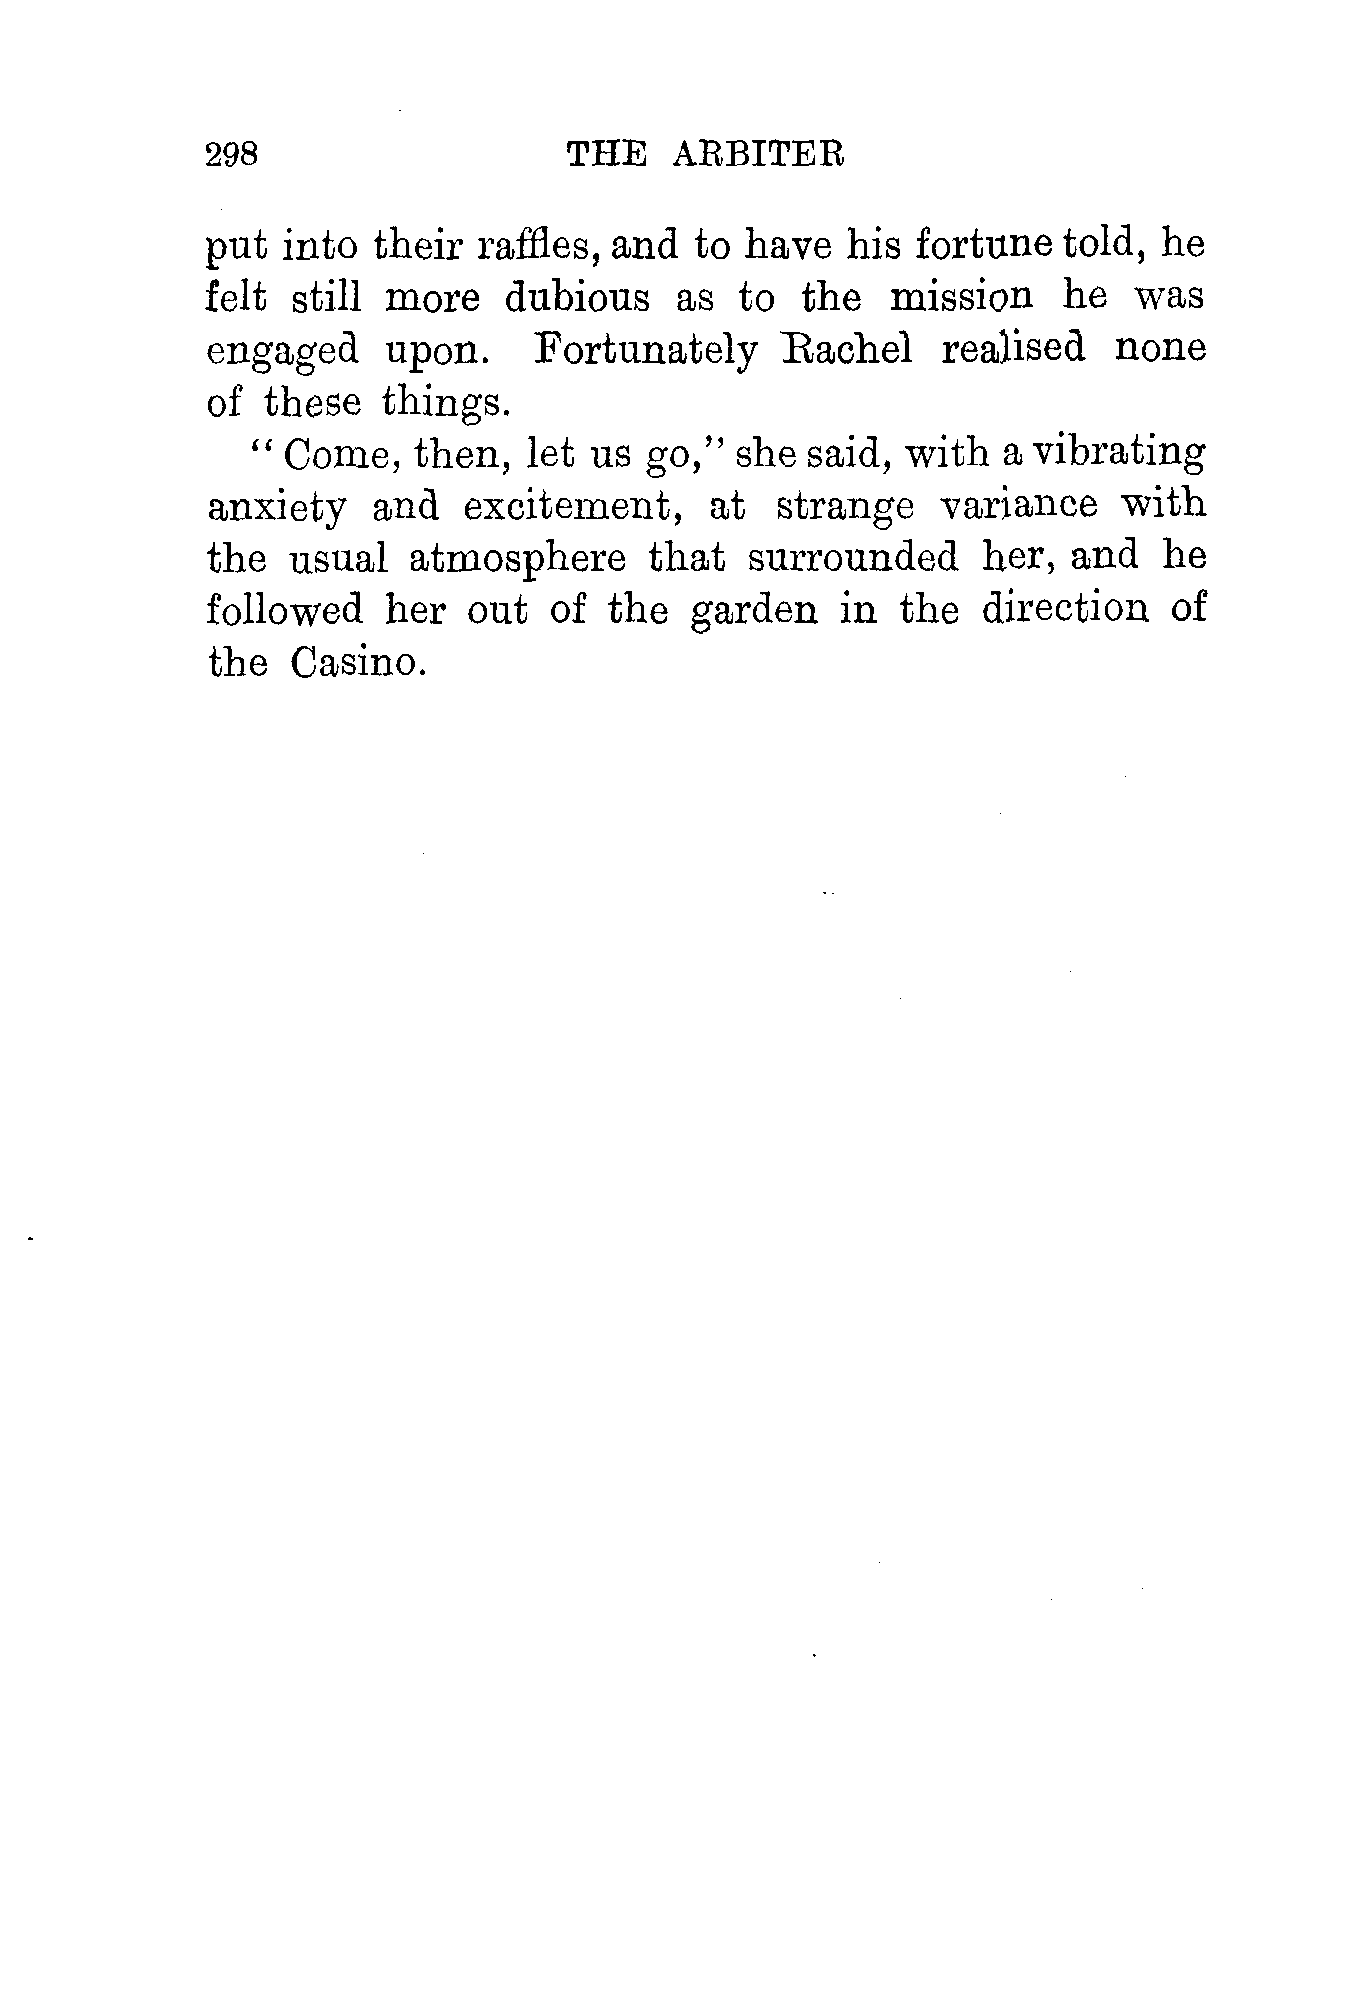 298 THE ARBITER
put into their raffles, and to have his fortune told, he
felt still more dubious as to the mission he was
engaged upon. Fortunately Rachel realised none
of these things.
“Come, then, let us go,” she said, with a vibrating
anxiety and excitement, at strange variance with
the usual atmosphere that surrounded her, and he
followed her out of the garden in the direction of
the Casino.